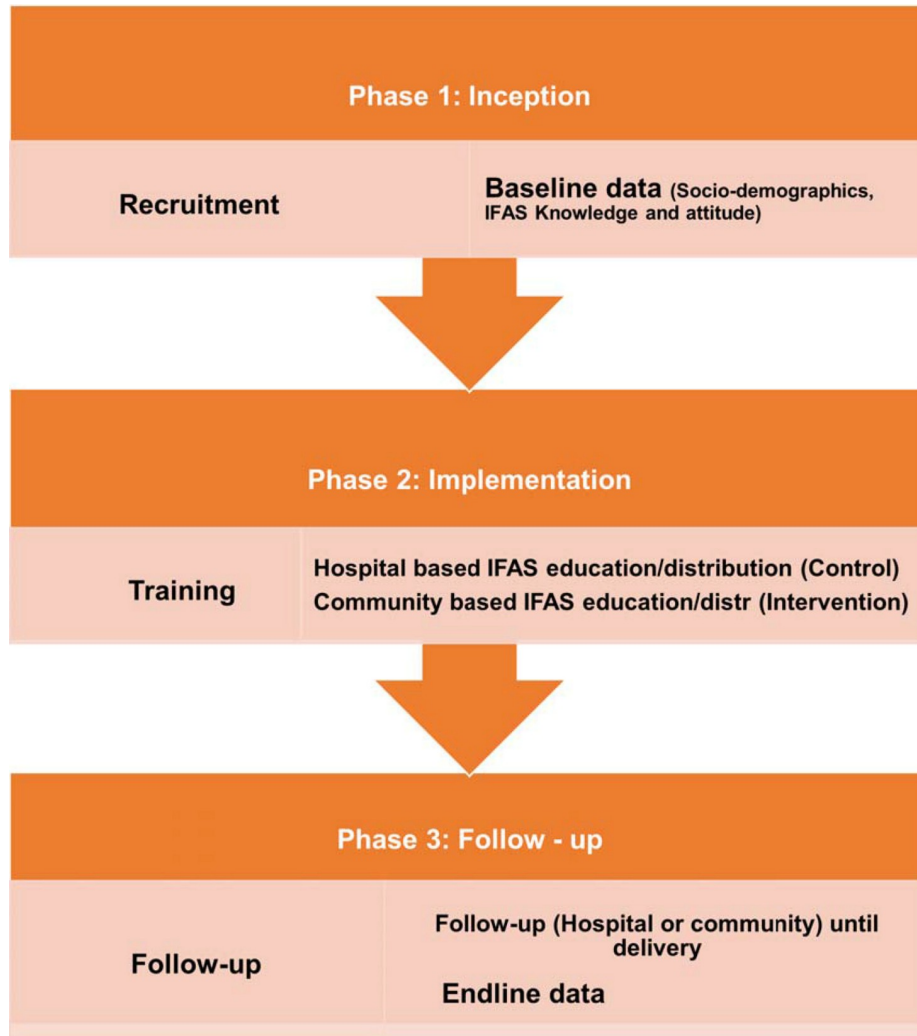 Phase 1: Inception
Recruitment
Baseline data (Socio-demographics,
IFAS Knowledge and attitude)
Phase 2: Implementation
Training
Hospital based IFAS education/distribution (Control)
Community based IFAS education/distr (Intervention)
Phase 3: Follow - up
Follow-up
Follow-up (Hospital or community) until
delivery
Endline data